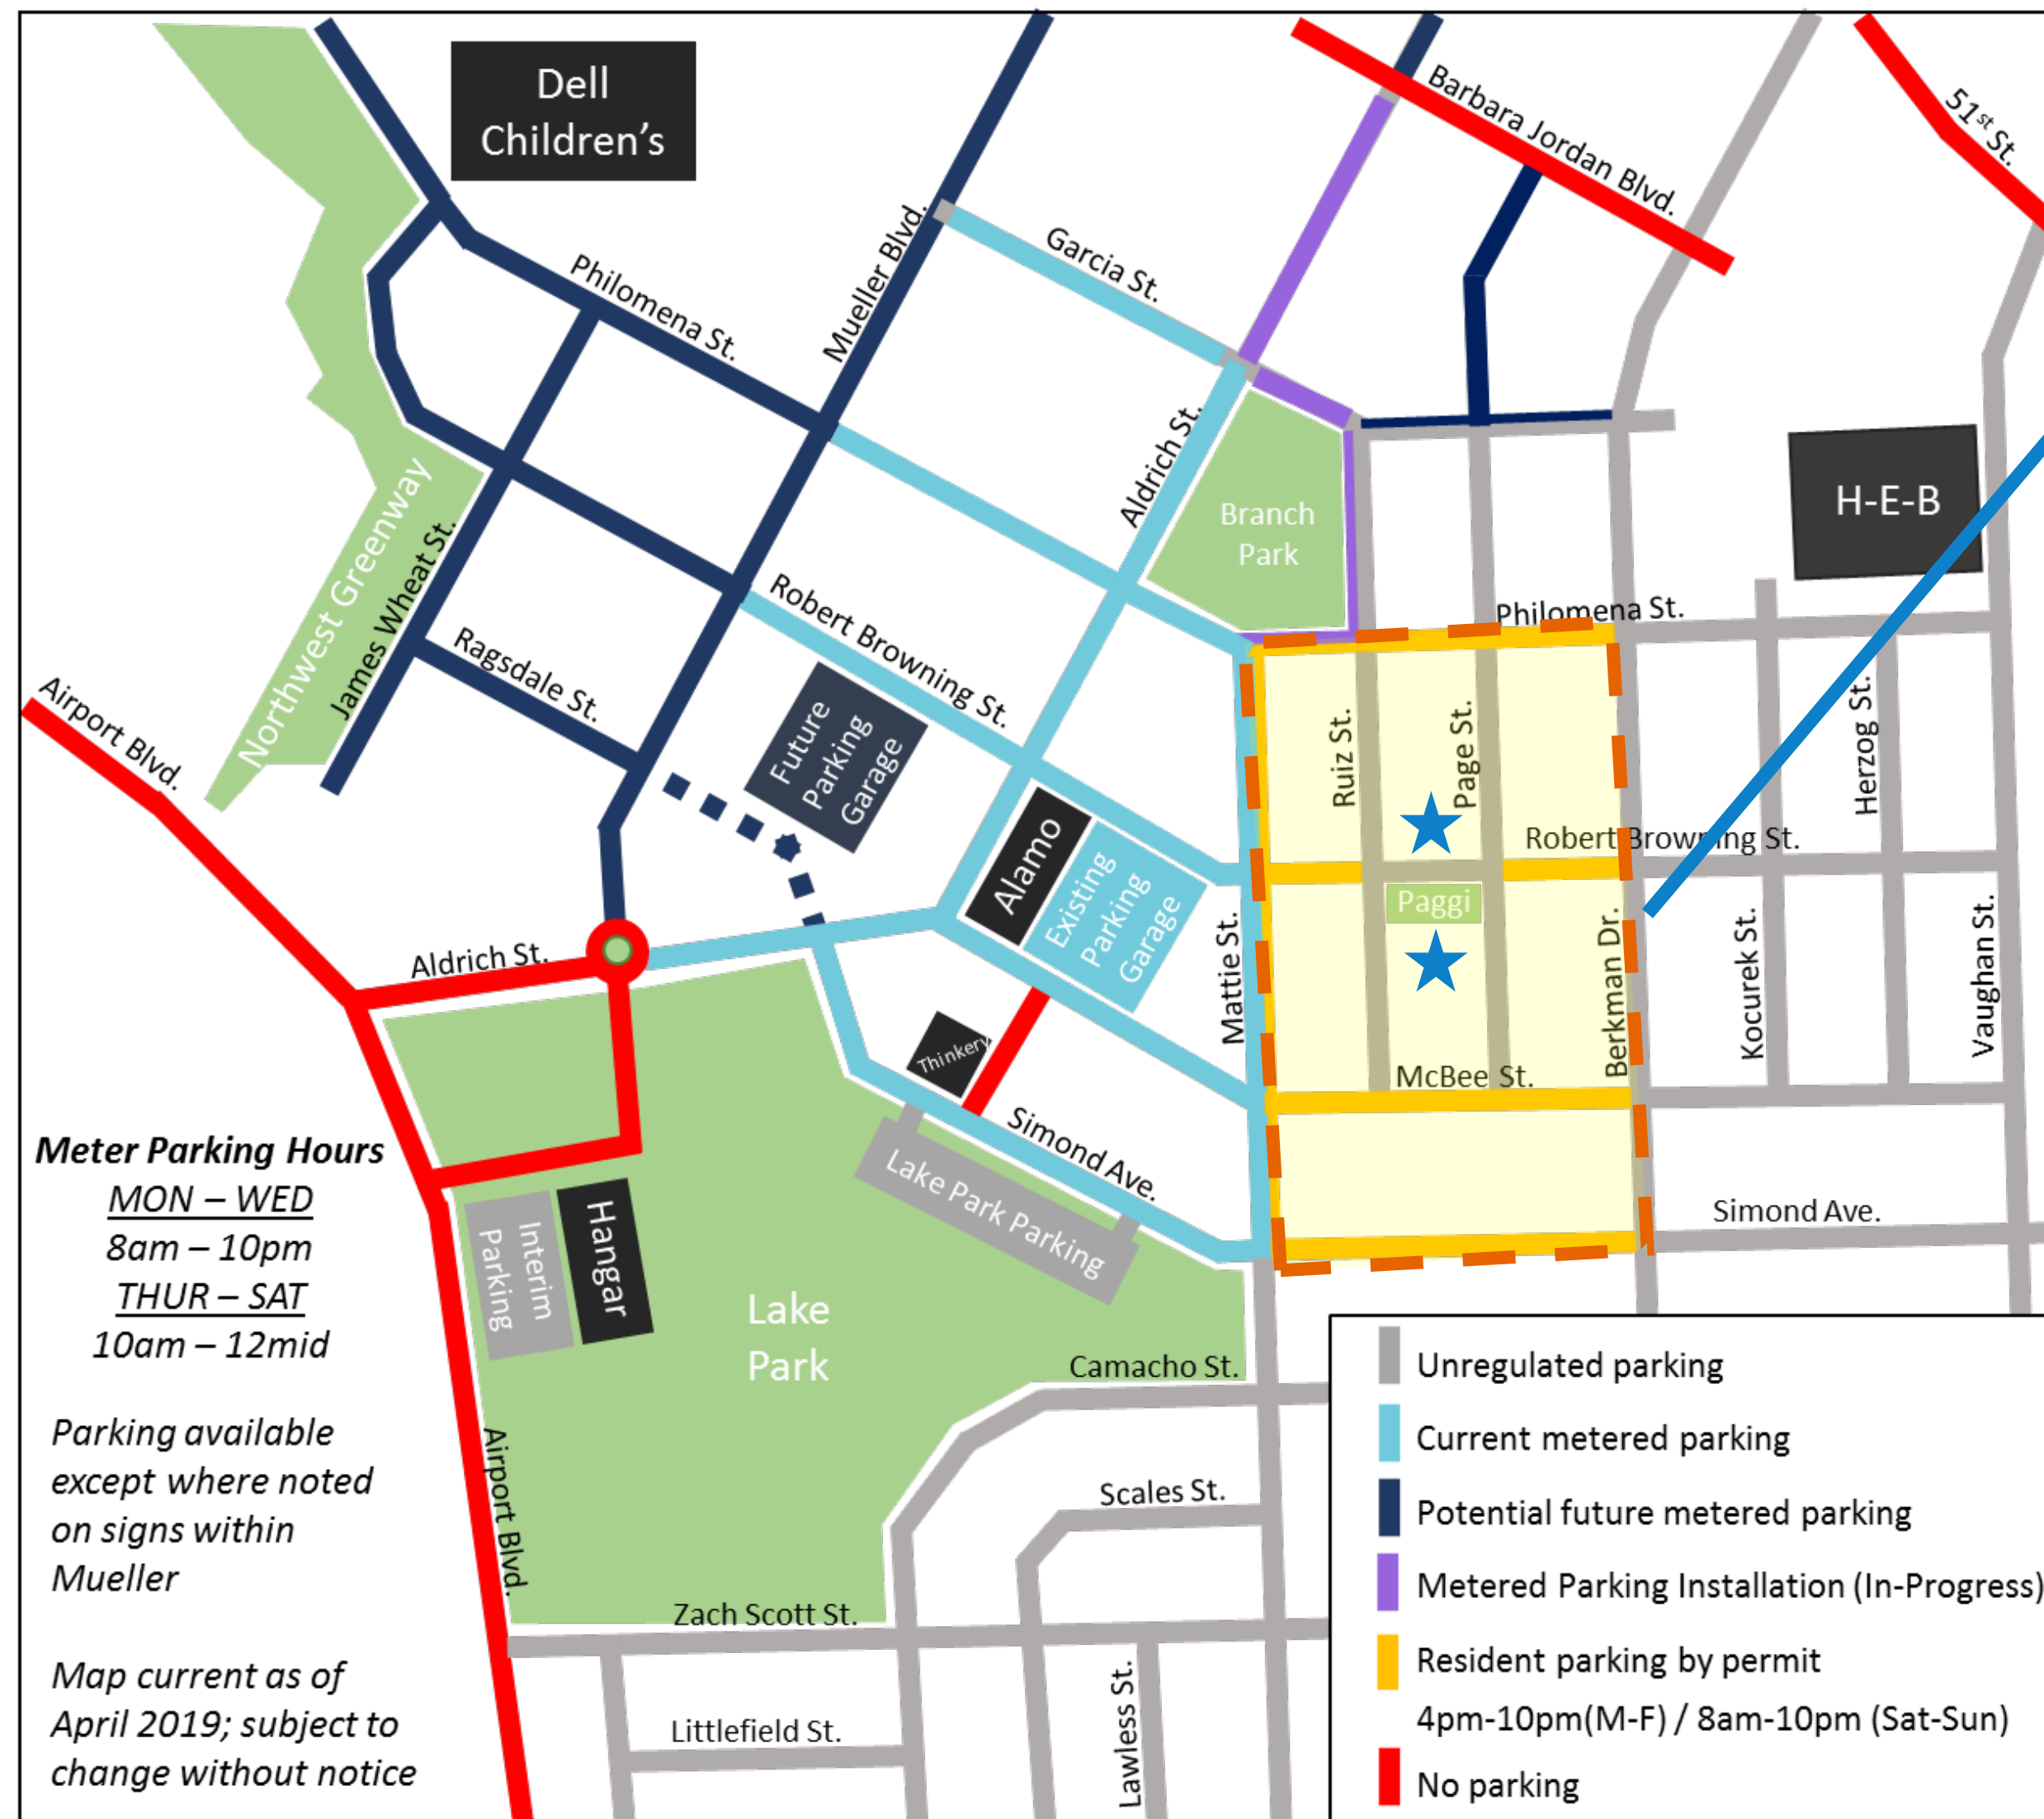 Dell
Children's
Barbara Jordan Blvd.
51st St.
Garcia St.
Mueller Blvd.
Philomena St.
Aldrich St.
Branch
Park
H-E-B
Northwest Greenway
James Wheat St.
Robert Browning St.
Ragsdale St.
Philomena St.
Airport Blvd.
Future
Parking
Garage
Ruiz St.
Page St.
Herzog St.
Alamo
Existing
Parking
Garage
Robert Browning St.
Paggi
Aldrich St.
Mattie St.
Berkman Dr.
Kocurek St.
Vaughan St.
Thinkery
McBee St.
Simond Ave.
Lake Park Parking
Simond Ave.
Meter Parking Hours
MON – WED
8am – 10pm
THUR – SAT
10am – 12mid
Interim
Parking
Hangar
Lake
Park
Camacho St.
Parking available
except where noted
on signs within
Mueller
Airport Blvd.
Scales St.
Zach Scott St.
Map current as of
April 2019; subject to
change without notice
Littlefield St.
Lawless St.
Unregulated parking
Current metered parking
Potential future metered parking
Metered Parking Installation (In-Progress)
Resident parking by permit
4pm-10pm(M-F) / 8am-10pm (Sat-Sun)
No parking